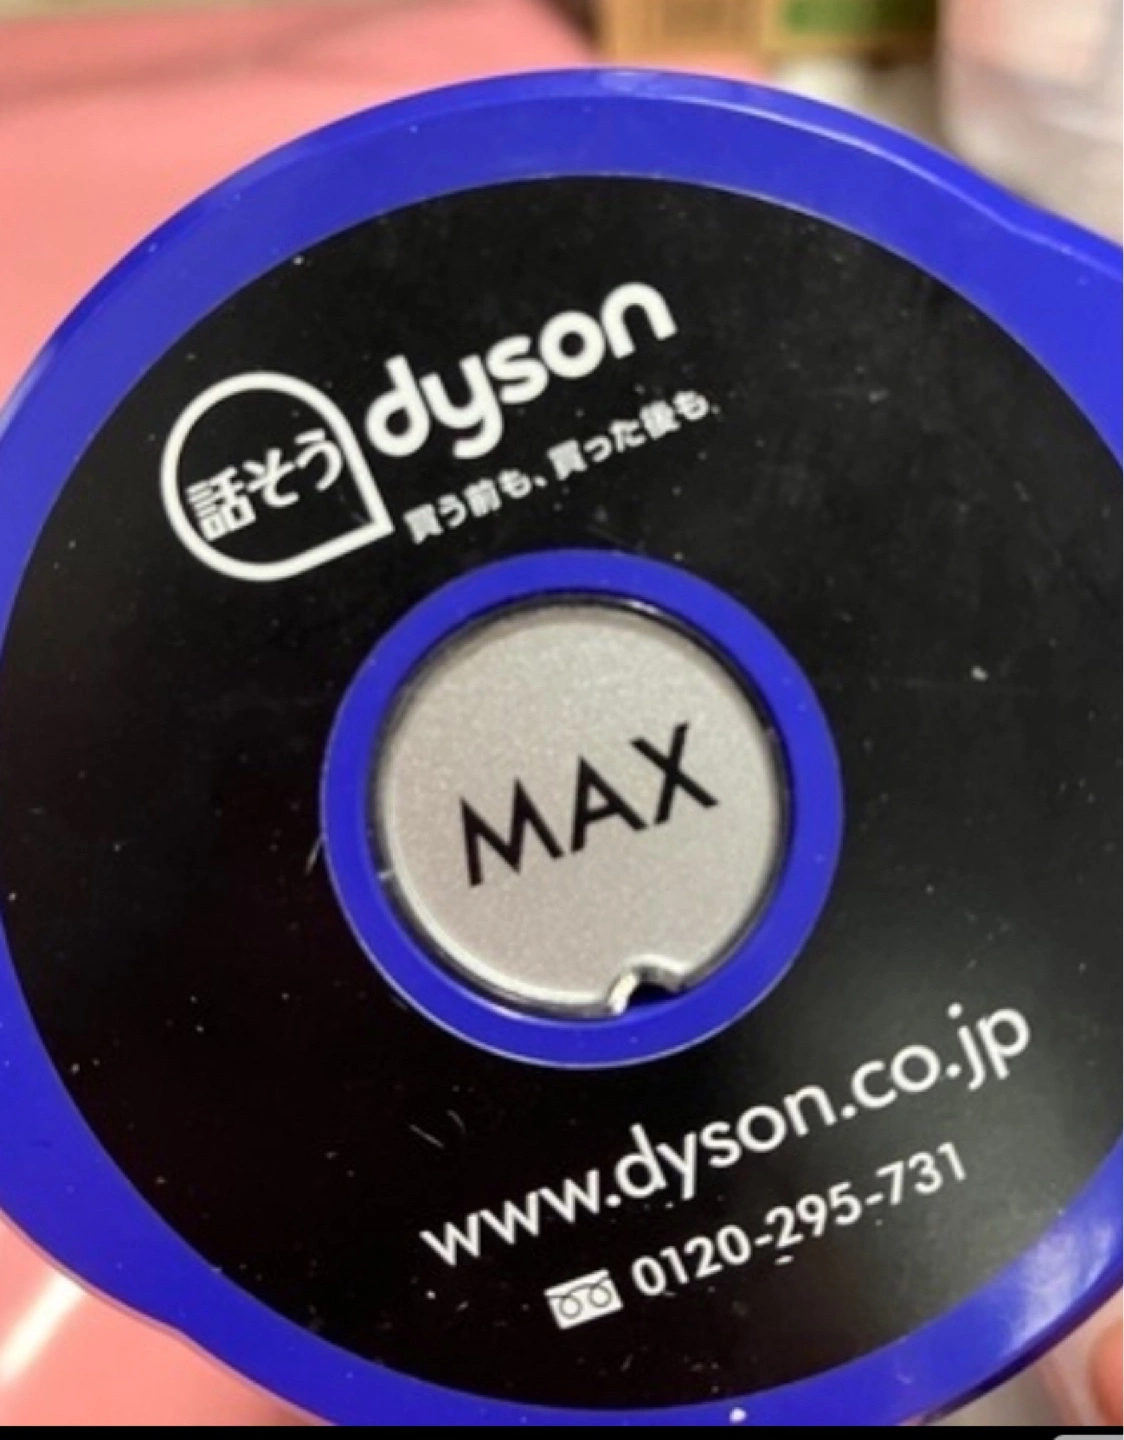 話そう
dyson
買う前も、買った後も.
MAX
www.dyson.co.jp
0120-295-731